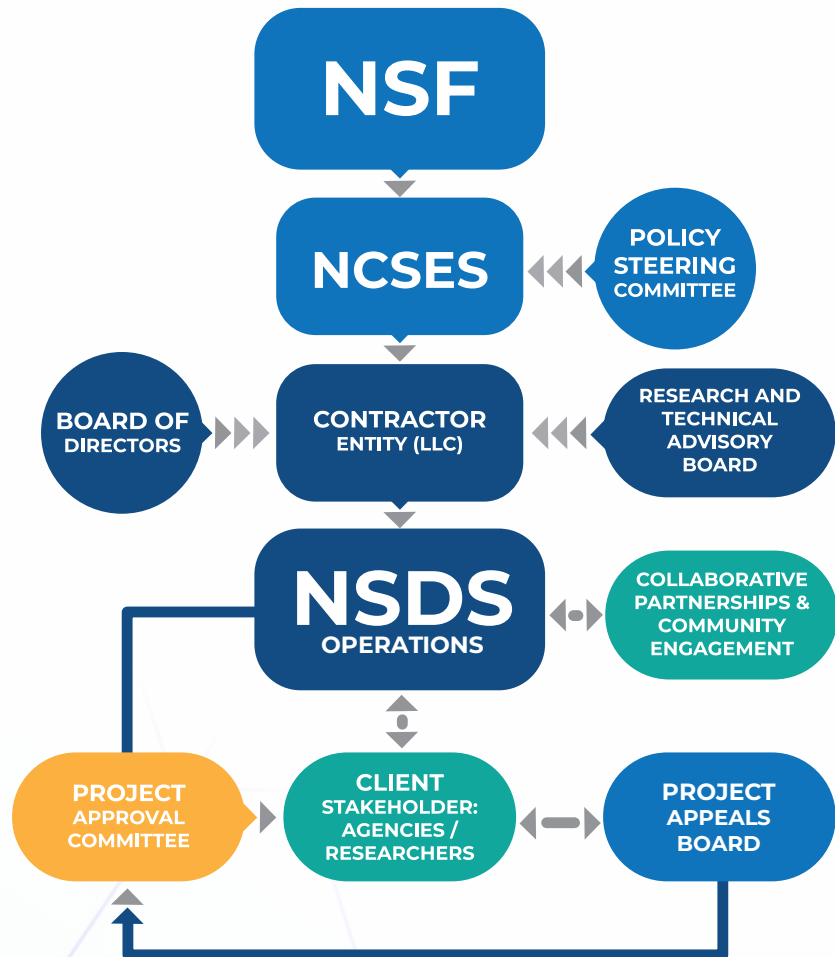 NSF
NCSES
POLICY
STEERING
COMMITTEE
BOARD OF
DIRECTORS
CONTRACTOR
ENTITY (LLC)
RESEARCH AND
TECHNICAL
ADVISORY
BOARD
NSDS
OPERATIONS
COLLABORATIVE
PARTNERSHIPS &
COMMUNITY
ENGAGEMENT
PROJECT
APPROVAL
COMMITTEE
CLIENT
STAKEHOLDER:
AGENCIES /
RESEARCHERS
PROJECT
APPEALS
BOARD